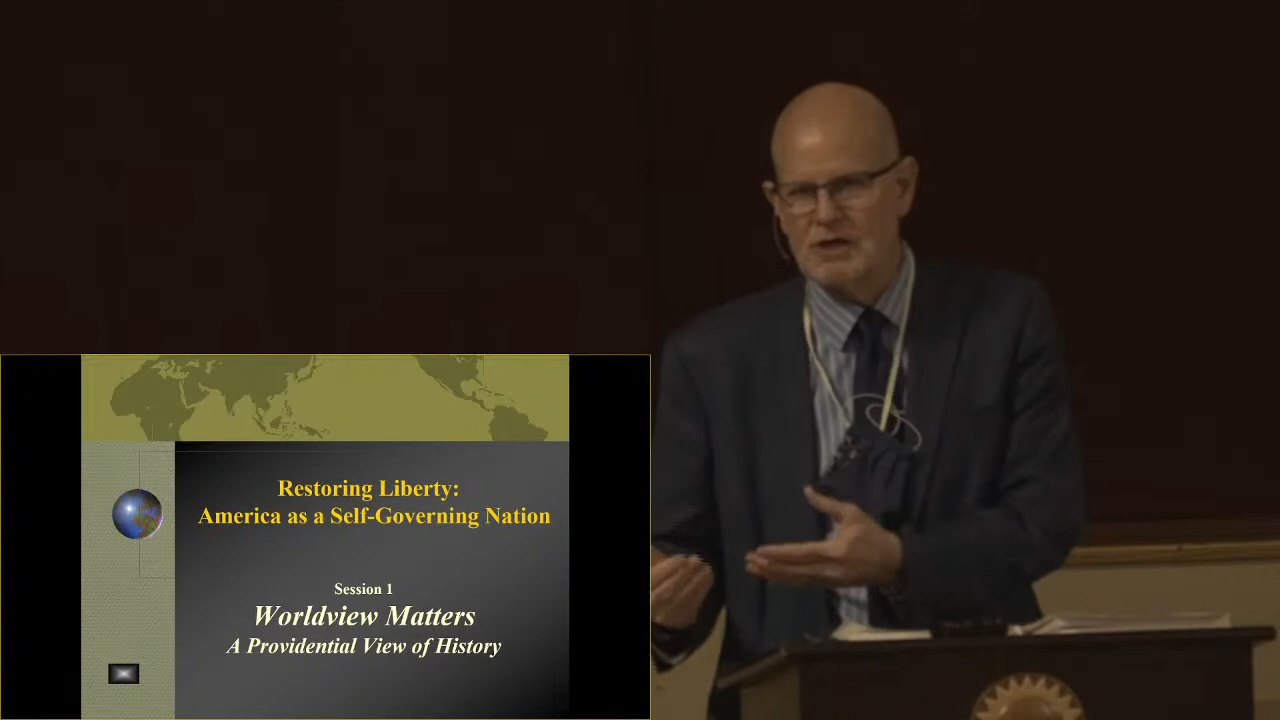 Restoring Liberty:
America as a Self-Governing Nation
Session 1
Worldview Matters
A Providential View of History